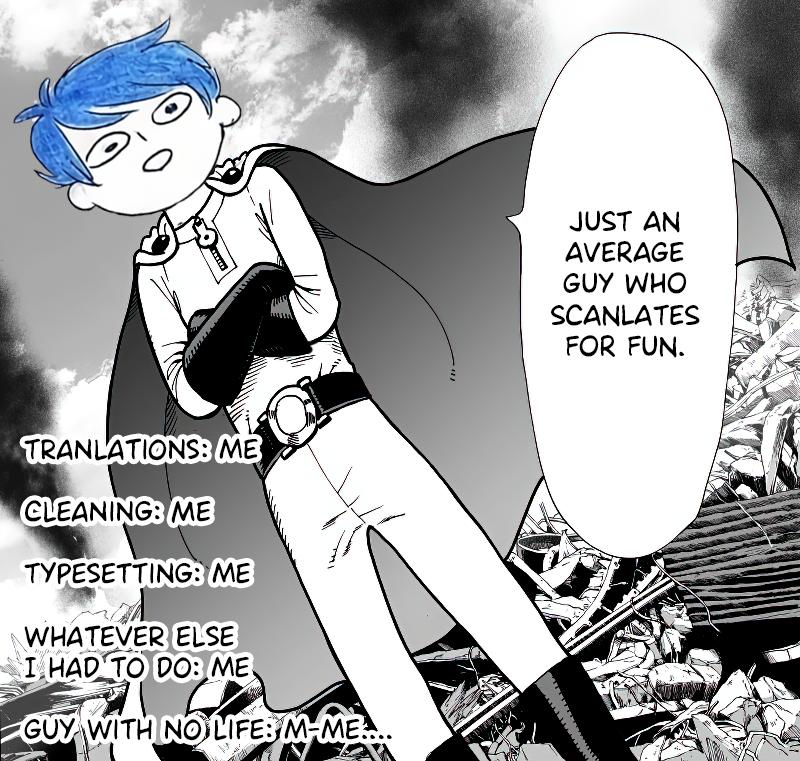 JUST AN
AVERAGE
GUY WHO
SCANLATES
FOR FUN.
TRANLATIONS: ME
CLEANING: ME
TYPESETTING: ME
WHATEVER ELSE
I HAD TO DO: ME
GUY WITH NO LIFE: M-ME....